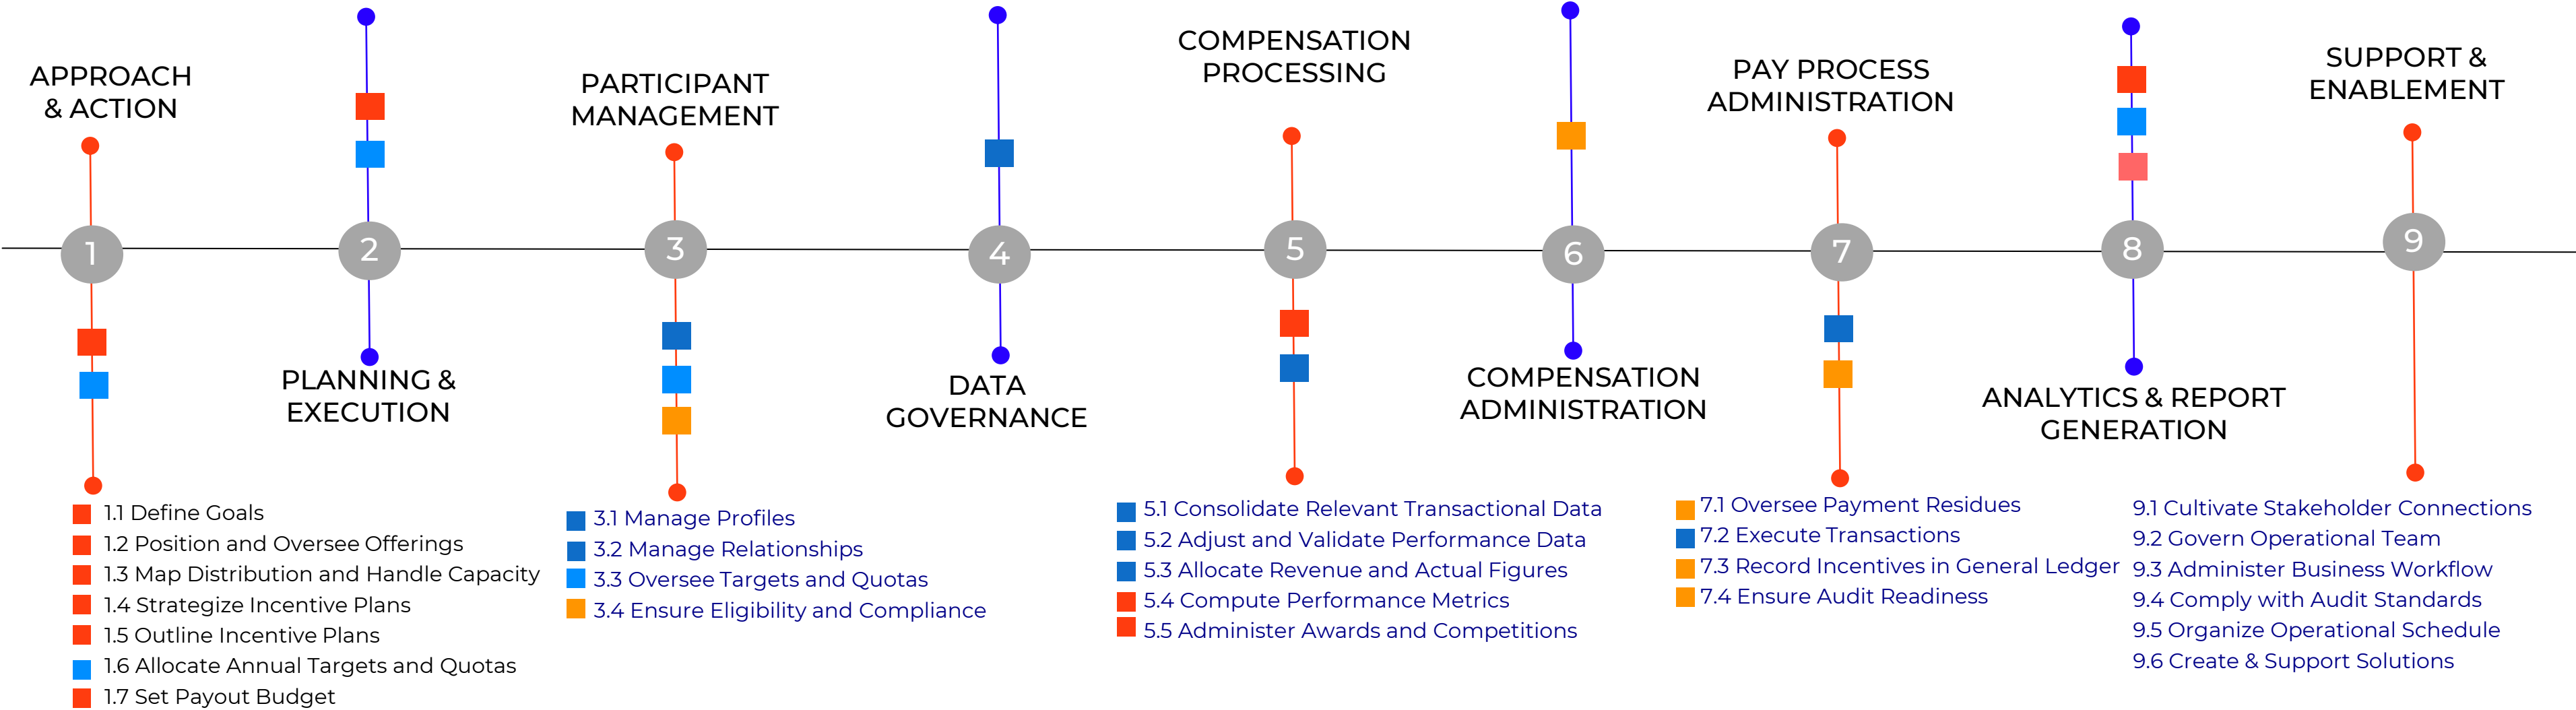 APPROACH
& ACTION
1
1.1 Define Goals
1.2 Position and Oversee Offerings
1.3 Map Distribution and Handle Capacity
1.4 Strategize Incentive Plans
1.5 Outline Incentive Plans
1.6 Allocate Annual Targets and Quotas
1.7 Set Payout Budget
2
PLANNING &
EXECUTION
PARTICIPANT
MANAGEMENT
3
3.1 Manage Profiles
3.2 Manage Relationships
3.3 Oversee Targets and Quotas
3.4 Ensure Eligibility and Compliance
4
DATA
GOVERNANCE
COMPENSATION
PROCESSING
5
5.1 Consolidate Relevant Transactional Data
5.2 Adjust and Validate Performance Data
5.3 Allocate Revenue and Actual Figures
5.4 Compute Performance Metrics
5.5 Administer Awards and Competitions
6
COMPENSATION
ADMINISTRATION
PAY PROCESS
ADMINISTRATION
7
7.1 Oversee Payment Residues
7.2 Execute Transactions
7.3 Record Incentives in General Ledger
7.4 Ensure Audit Readiness
8
ANALYTICS & REPORT
GENERATION
SUPPORT &
ENABLEMENT
9
9.1 Cultivate Stakeholder Connections
9.2 Govern Operational Team
9.3 Administer Business Workflow
9.4 Comply with Audit Standards
9.5 Organize Operational Schedule
9.6 Create & Support Solutions